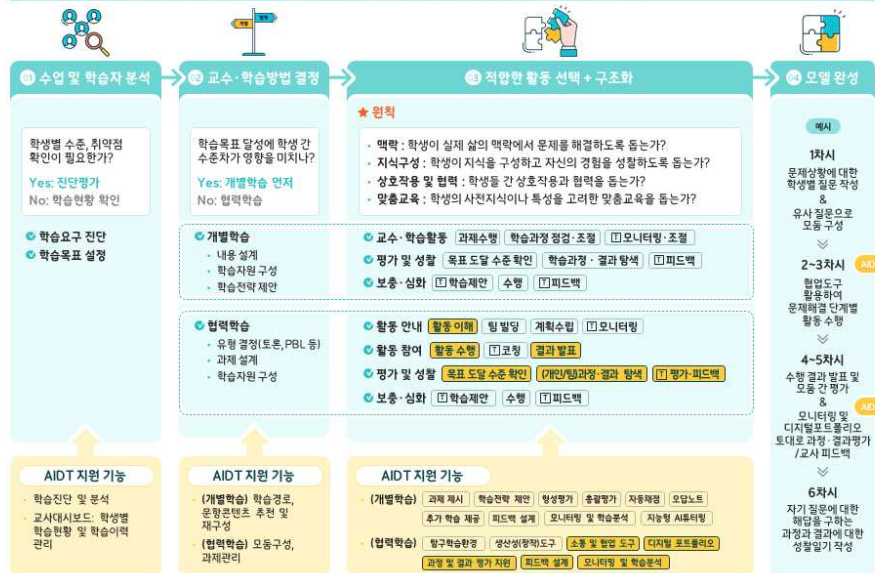 개별
협력
01 수업 및 학습자 분석
02 교수·학습방법 결정
03 적합한 활동 선택 + 구조화
04 모델 완성
학생별 수준, 취약점
확인이 필요한가?
Yes: 진단평가
No: 학습현황 확인
학습요구 진단
학습목표 설정
학습목표 달성에 학생 간
수준차가 영향을 미치나?
Yes: 개별학습 먼저
No: 협력학습
★ 원칙
• 맥락 : 학생이 실제 삶의 맥락에서 문제를 해결하도록 돕는가?
• 지식구성 : 학생이 지식을 구성하고 자신의 경험을 성찰하도록 돕는가?
• 상호작용 및 협력 : 학생들 간 상호작용과 협력을 돕는가?
• 맞춤교육 : 학생의 사전지식이나 특성을 고려한 맞춤교육을 돕는가?
개별학습
• 내용 설계
• 학습자원 구성
• 학습전략 제안
교수·학습활동 과제수행 학습과정 점검·조절 T 모니터링·조절
평가 및 성찰 목표 도달 수준 확인 학습과정·결과 탐색 T 피드백
보충·심화 T 학습제안 수행 T 피드백
협력학습
• 유형 결정(토론, PBL 등)
• 과제 설계
• 학습자원 구성
활동 안내 활동 이해 팀 빌딩 계획수립 T 모니터링
활동 참여 활동 수행 T 코칭 결과 발표
평가 및 성찰 목표 도달 수준 확인 (개인/팀)과정·결과 탐색 T 평가·피드백
보충·심화 T 학습제안 수행 T 피드백
AIDT 지원 기능
• 학습진단 및 분석
• 교사대시보드: 학생별
학습현황 및 학습이력
관리
AIDT 지원 기능
• (개별학습) 학습경로,
문항콘텐츠 추천 및
재구성
• (협력학습) 모둠구성,
과제관리
AIDT 지원 기능
• (개별학습) 과제 제시 학습전략 제안 형성평가 총괄평가 자동채점 오답노트
추가 학습 제공 피드백 설계 모니터링 및 학습분석 지능형 AI튜터링
• (협력학습) 탐구학습환경 생산성(창작)도구 소통 및 협업 도구 디지털 포트폴리오
과정 및 결과 평가 지원 피드백 설계 모니터링 및 학습분석
예시
1차시
문제상황에 대한
학생별 질문 작성
&
유사 질문으로
모둠 구성
2~3차시
AID
협업도구
활용하여
문제해결 단계별
활동 수행
4~5차시
수행 결과 발표 및
모둠 간 평가
&
AID
모니터링 및
디지털포트폴리오
토대로 과정·결과평가
/교사 피드백
6차시
자기 질문에 대한
해답을 구하는
과정과 결과에 대한
성찰일기 작성